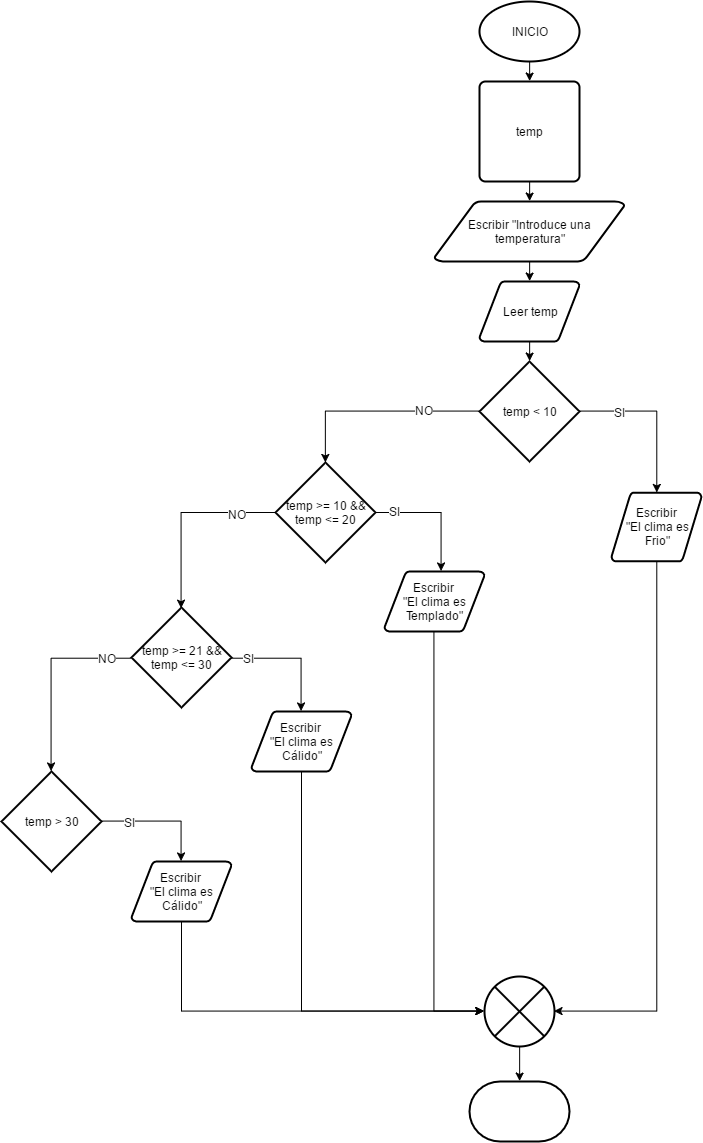 INICIO
temp
Escribir "Introduce una
temperatura"
Leer temp
temp < 10
NO
SI
temp >= 10 &&
temp <= 20
NO
SI
Escribir
"El clima es
Frio"
Escribir
"El clima es
Templado"
temp >= 21 &&
temp <= 30
NO
SI
Escribir
"El clima es
Cálido"
temp > 30
SI
Escribir
"El clima es
Cálido"